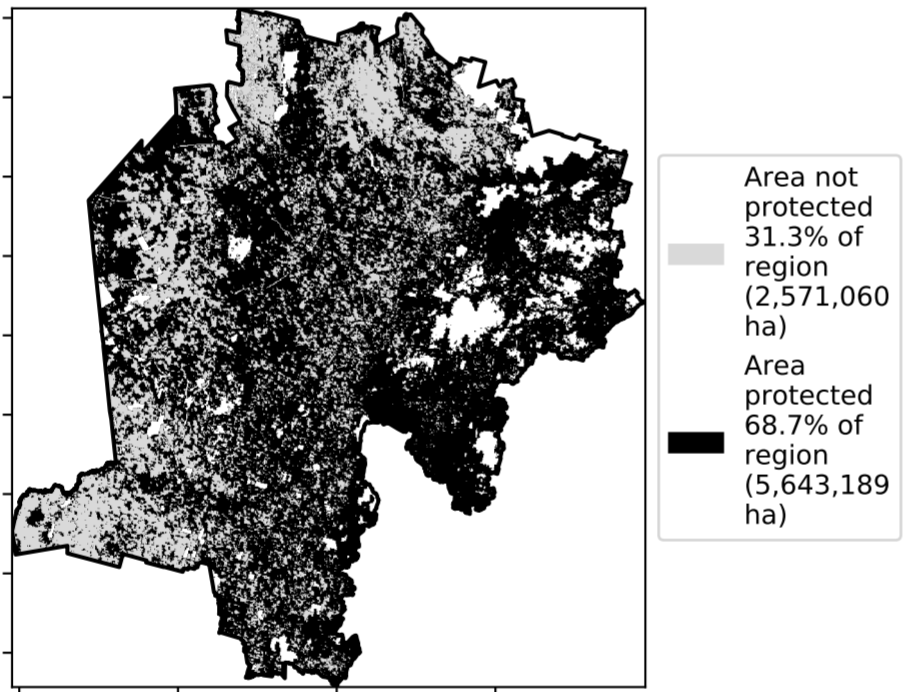 Area not
protected
31.3% of
region
(2,571,060
ha)
Area
protected
68.7% of
region
(5,643,189
ha)